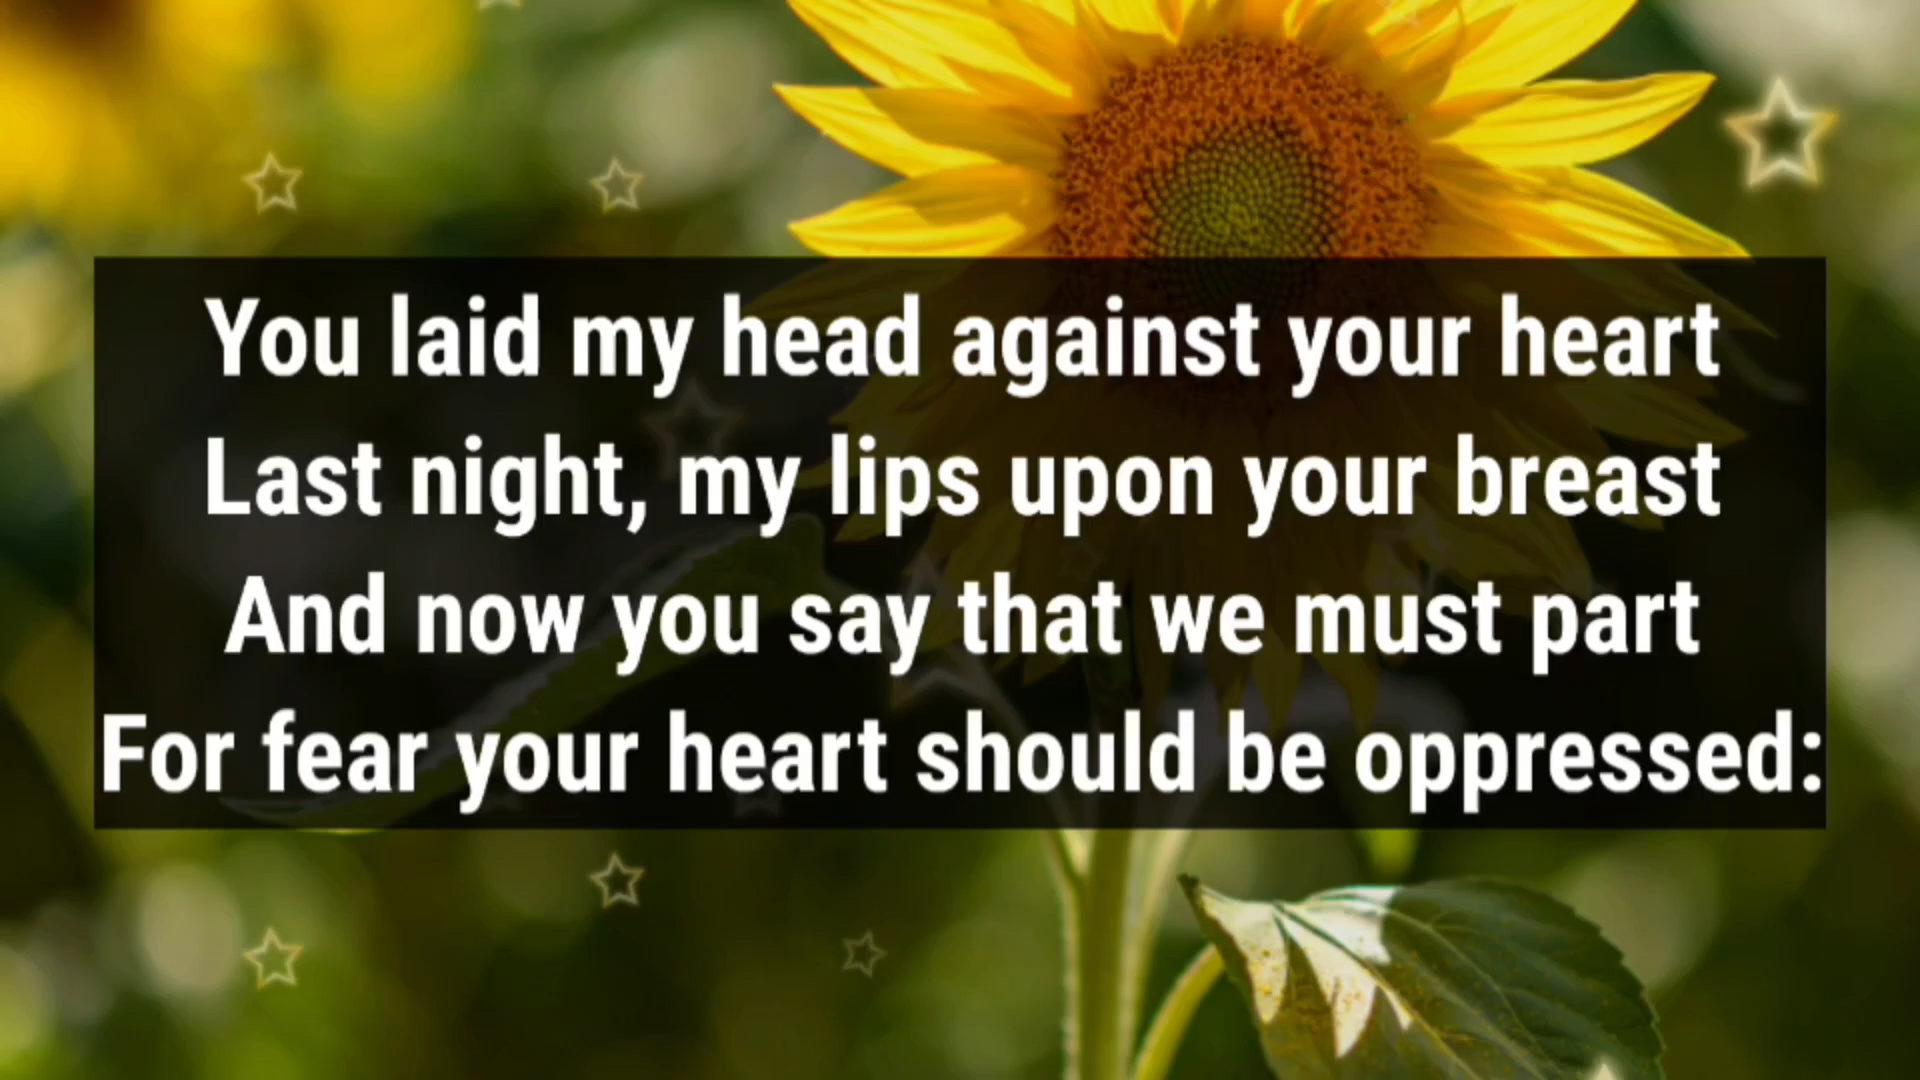 You laid my head against your heart
Last night, my lips upon your breast
And now you say that we must part
For fear your heart should be oppressed: